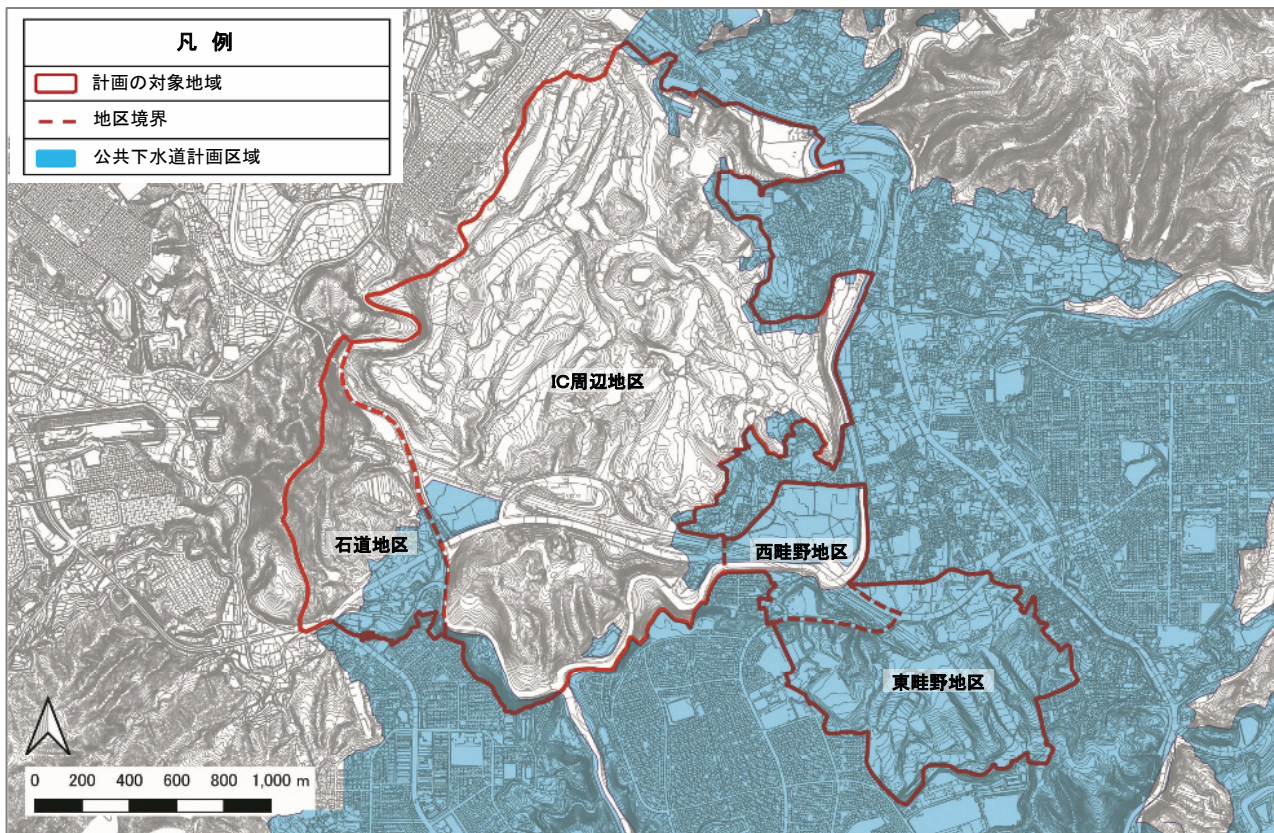 凡 例
計画の対象地域
地区境界
公共下水道計画区域
IC周辺地区
石道地区
西畦野地区
東畦野地区
0 200 400 600 800 1,000 m